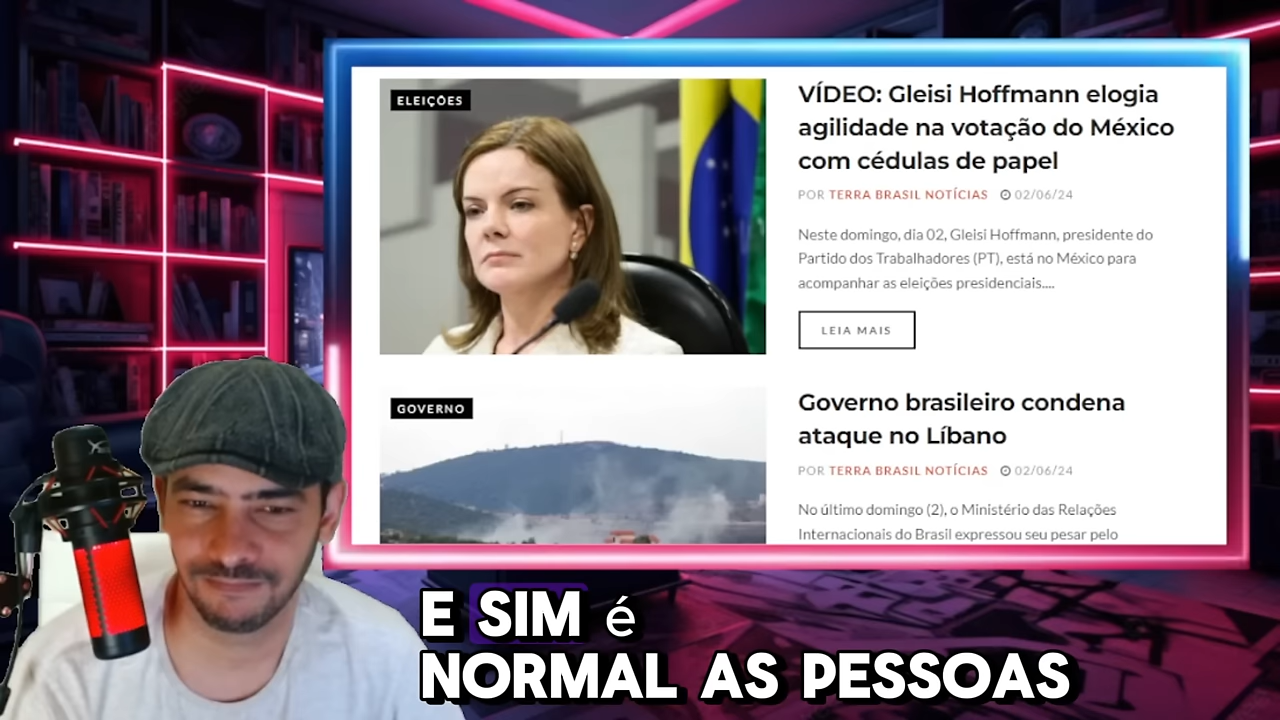 ELEIÇÕES
VÍDEO: Gleisi Hoffmann elogia
agilidade na votação do México
com cédulas de papel
POR TERRA BRASIL NOTÍCIAS 02/06/24
Neste domingo, dia 02, Gleisi Hoffmann, presidente do
Partido dos Trabalhadores (PT), está no México para
acompanhar as eleições presidenciais....
LEIA MAIS
GOVERNO
Governo brasileiro condena
ataque no Líbano
POR TERRA BRASIL NOTÍCIAS 02/06/24
No último domingo (2), o Ministério das Relações
Internacionais do Brasil expressou seu pesar pelo
E SIM é
NORMAL AS PESSOAS